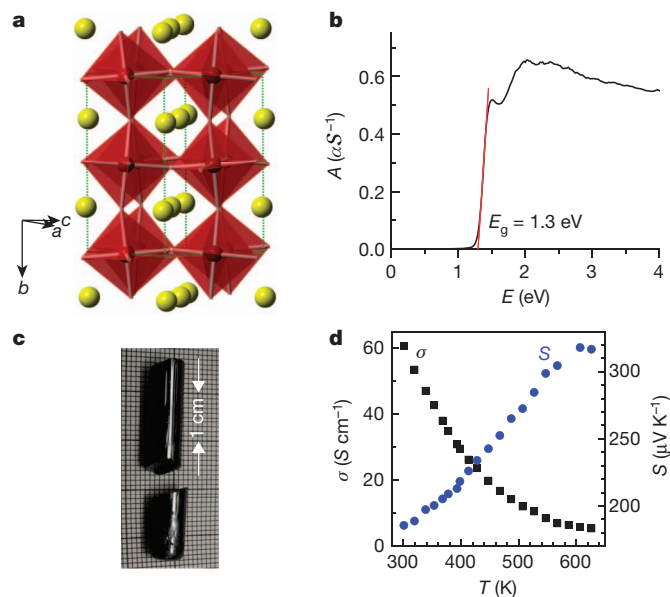 a
c
a
b
b
A (αS⁻¹)
0.6
0.4
0.2
0.0
E_g = 1.3 eV
0 1 2 3 4
E (eV)
c
1 cm
d
σ (S cm⁻¹)
60
40
20
0
σ
S
300
250
200
S (μV K⁻¹)
300 400 500 600
T (K)